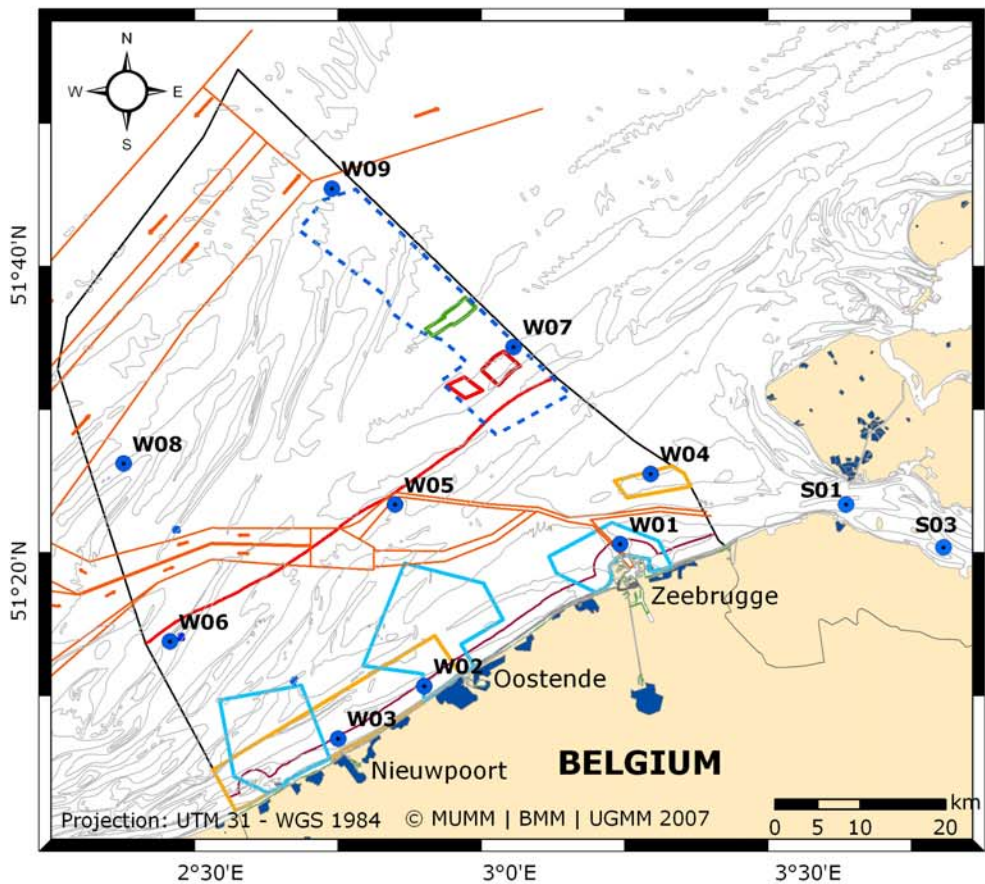 N
W E
S
W09
51°40'N
W07
W08
W04
W05
S01
W01
S03
51°20'N
Zeebrugge
W06
W02
Oostende
W03
BELGIUM
Nieuwpoort
km
Projection: UTM 31 - WGS 1984 © MUMM | BMM | UGMM 2007
0 5 10 20
2°30'E 3°0'E 3°30'E